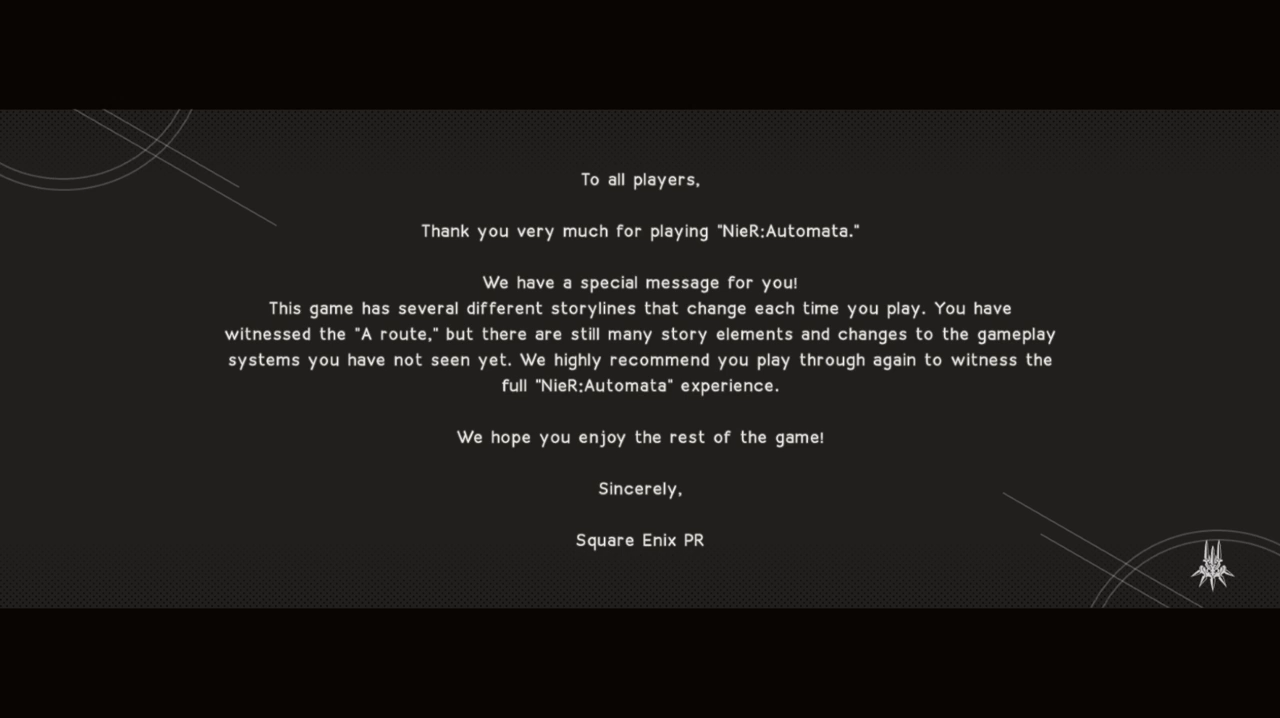 To all players,
Thank you very much for playing "NieR:Automata."
We have a special message for you!
This game has several different storylines that change each time you play. You have
witnessed the "A route," but there are still many story elements and changes to the gameplay
systems you have not seen yet. We highly recommend you play through again to witness the
full "NieR:Automata" experience.
We hope you enjoy the rest of the game!
Sincerely,
Square Enix PR